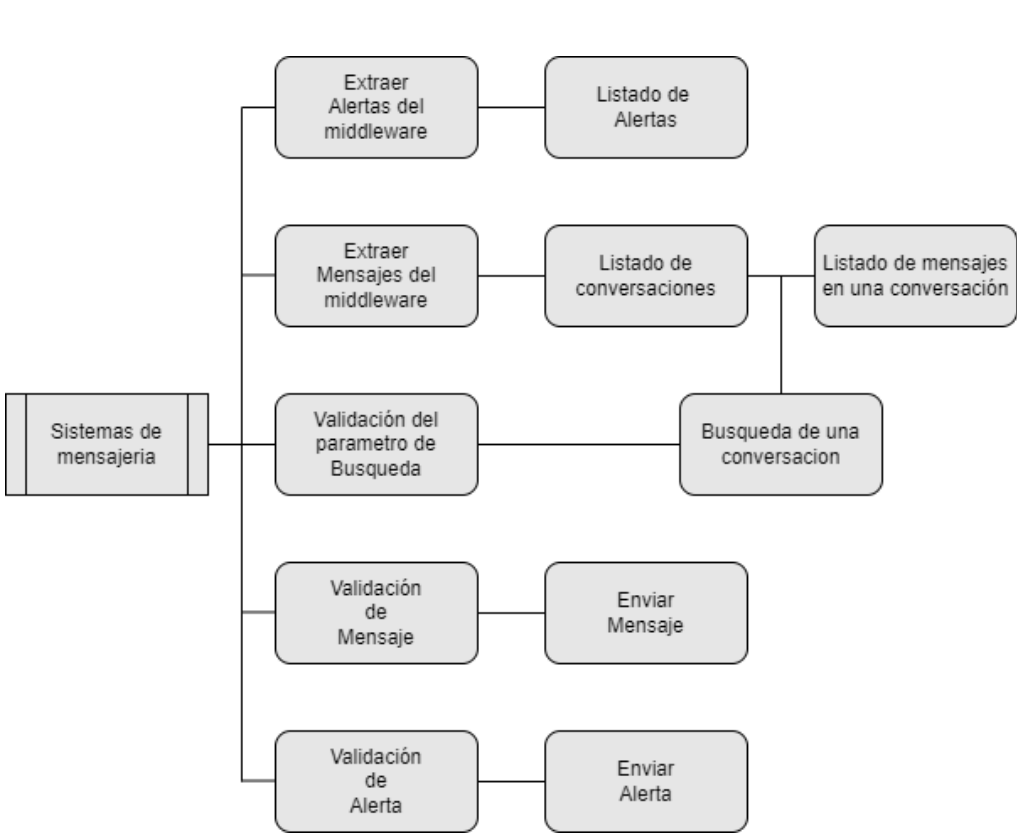 Extraer
Alertas del
middleware
Listado de
Alertas
Extraer
Mensajes del
middleware
Listado de
conversaciones
Listado de mensajes
en una conversación
Sistemas de
mensajeria
Validación del
parametro de
Busqueda
Busqueda de una
conversacion
Validación
de
Mensaje
Enviar
Mensaje
Validación
de
Alerta
Enviar
Alerta